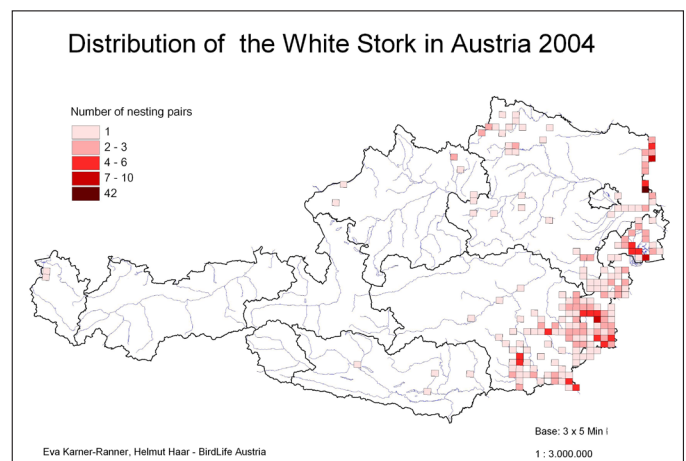 Distribution of the White Stork in Austria 2004
Number of nesting pairs
1
2 - 3
4 - 6
7 - 10
42
Base: 3 x 5 Min
Eva Karner-Ranner, Helmut Haar - BirdLife Austria
1 : 3.000.000